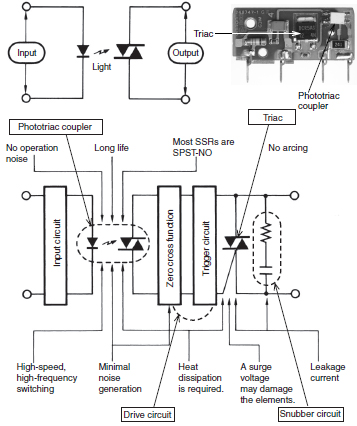 Input
Light
Output
Triac
Phototriac
coupler
Phototriac coupler
Triac
No operation
noise
Long life
Most SSRs are
SPST-NO
No arcing
Input circuit
Zero cross function
Trigger circuit
High-speed,
high-frequency
switching
Minimal
noise
generation
Heat
dissipation
is required.
A surge
voltage
may damage
the elements.
Leakage
current
Drive circuit
Snubber circuit